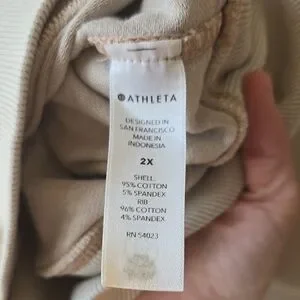 ATHLETA
DESIGNED IN
SAN FRANCISCO
MADE IN
INDONESIA
2X
SHELL:
95% COTTON
5% SPANDEX
RIB:
96% COTTON
4% SPANDEX
RN 54023